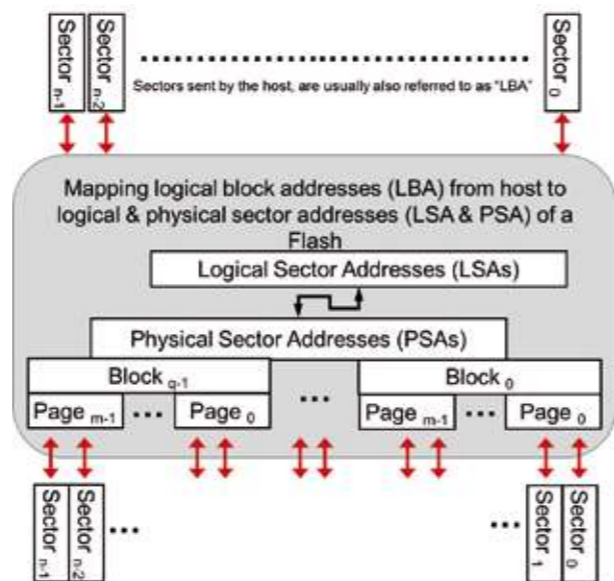 Sector n-1
Sector n-2
Sector 0
Sectors sent by the host, are usually also referred to as "LBA"
Mapping logical block addresses (LBA) from host to
logical & physical sector addresses (LSA & PSA) of a
Flash
Logical Sector Addresses (LSAs)
Physical Sector Addresses (PSAs)
Block q-1 ... Block 0
Page m-1 ... Page 0 Page m-1 ... Page 0
Sector n-1
Sector n-2
...
...
Sector 1
Sector 0